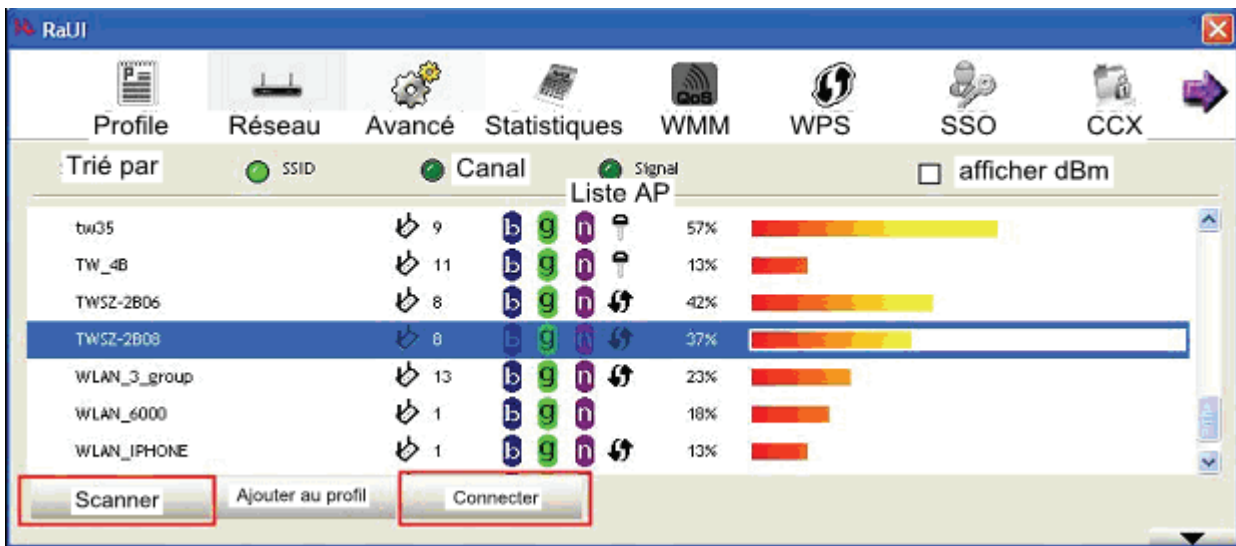 RaUI
Profile Réseau Avancé Statistiques WMM WPS SSO CCX
Trié par SSID Canal Signal afficher dBm
Liste AP
tw35 9 b g n 57%
TW_4B 11 b g n 13%
TWSZ-2B06 8 b g n 42%
TWSZ-2B08 8 b g n 37%
WLAN_3_group 13 b g n 23%
WLAN_6000 1 b g n 18%
WLAN_IPHONE 1 b g n 13%
Scanner Ajouter au profil Connecter